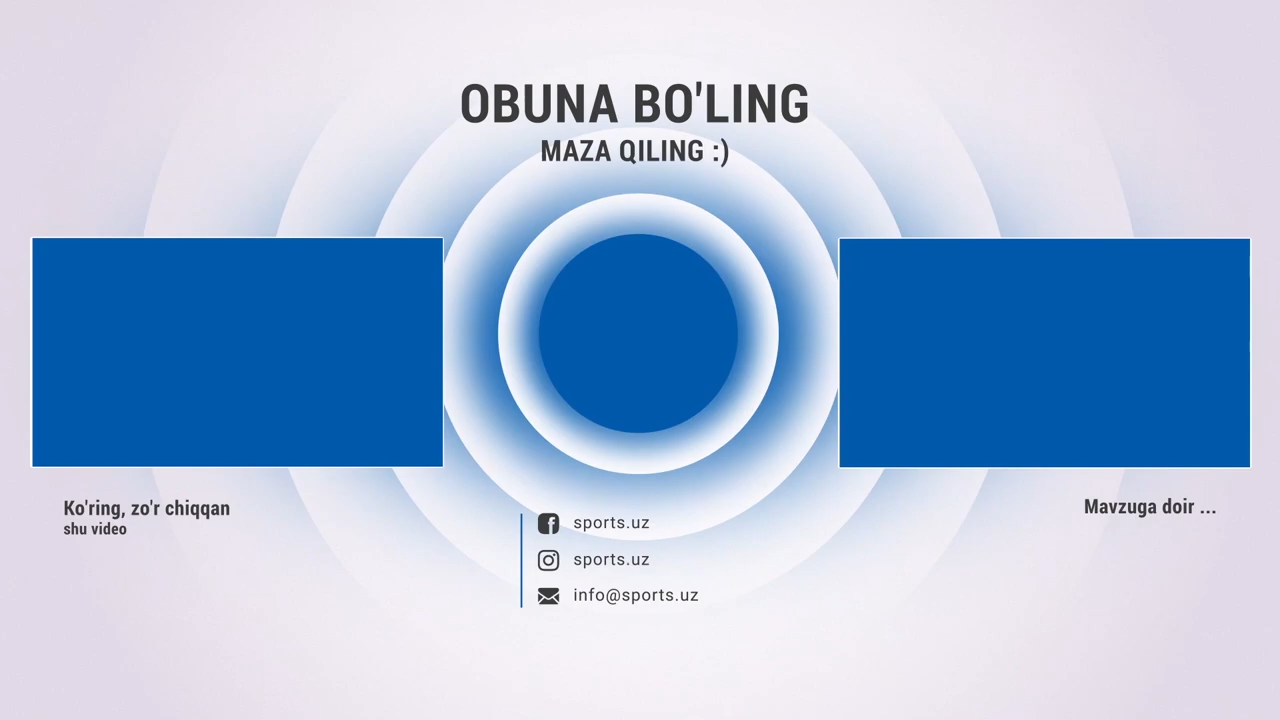 OBUNA BO'LING
MAZA QILING :)
Ko'ring, zo'r chiqqan
shu video
Mavzuga doir ...
sports.uz
sports.uz
info@sports.uz